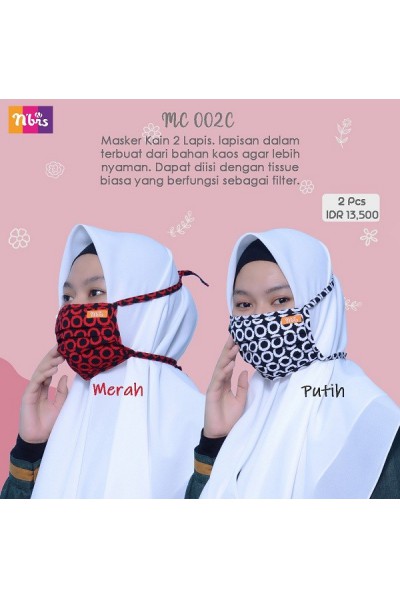 Nbrs
MC 002C
Masker Kain 2 Lapis. lapisan dalam
terbuat dari bahan kaos agar lebih
nyaman. Dapat diisi dengan tissue
biasa yang berfungsi sebagai filter.
2 Pcs
IDR 13,500
Merah
Putih